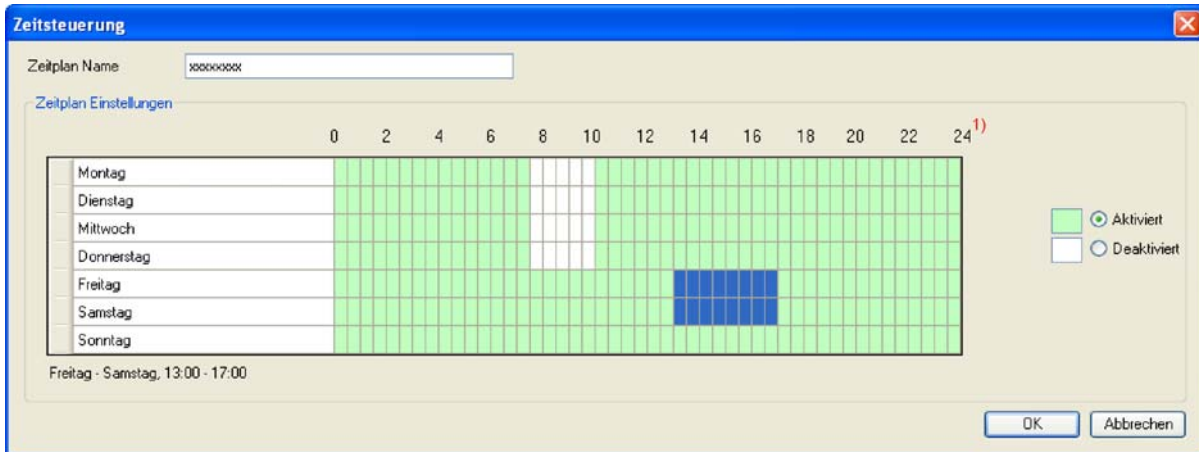 Zeitsteuerung
Zeitplan Name xxxxxxxx
Zeitplan Einstellungen
0 2 4 6 8 10 12 14 16 18 20 22 24 1)
Montag
Dienstag
Mittwoch
Donnerstag
Freitag
Samstag
Sonntag
Aktiviert
Deaktiviert
Freitag - Samstag, 13:00 - 17:00
OK Abbrechen